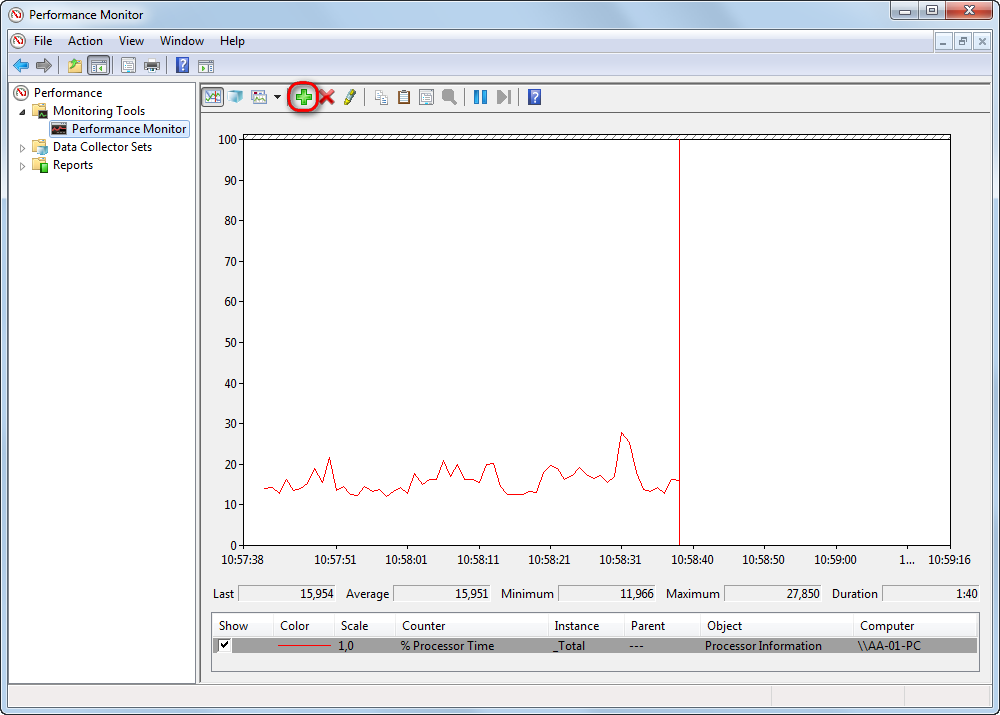 Performance Monitor
File Action View Window Help
Performance
Monitoring Tools
Performance Monitor
Data Collector Sets
Reports
100
90
80
70
60
50
40
30
20
10
0
10:57:38 10:57:51 10:58:01 10:58:11 10:58:21 10:58:31 10:58:40 10:58:50 10:59:00 1... 10:59:16
Last 15,954 Average 15,951 Minimum 11,966 Maximum 27,850 Duration 1:40
Show Color Scale Counter Instance Parent Object Computer
1,0 % Processor Time _Total --- Processor Information \\AA-01-PC